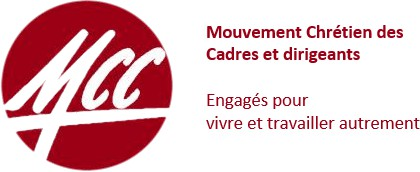 MCC
Mouvement Chrétien des
Cadres et dirigeants
Engagés pour
vivre et travailler autrement